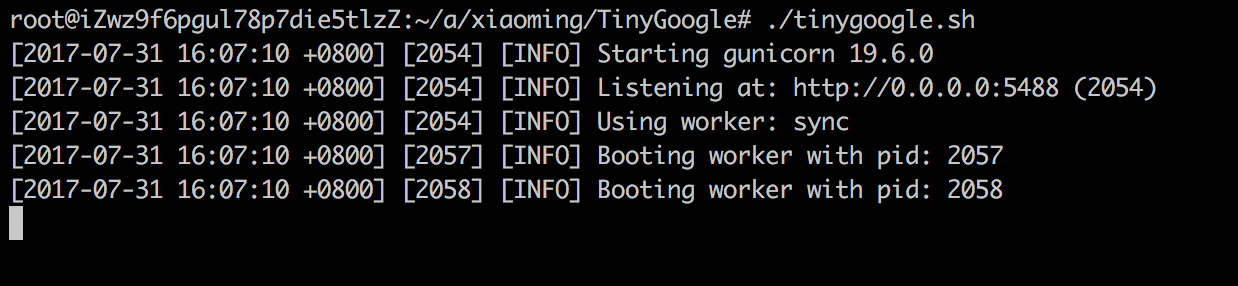 root@iZwz9f6pgul78p7die5tlzZ:~/a/xiaoming/TinyGoogle# ./tinygoogle.sh
[2017-07-31 16:07:10 +0800] [2054] [INFO] Starting gunicorn 19.6.0
[2017-07-31 16:07:10 +0800] [2054] [INFO] Listening at: http://0.0.0.0:5488 (2054)
[2017-07-31 16:07:10 +0800] [2054] [INFO] Using worker: sync
[2017-07-31 16:07:10 +0800] [2057] [INFO] Booting worker with pid: 2057
[2017-07-31 16:07:10 +0800] [2058] [INFO] Booting worker with pid: 2058